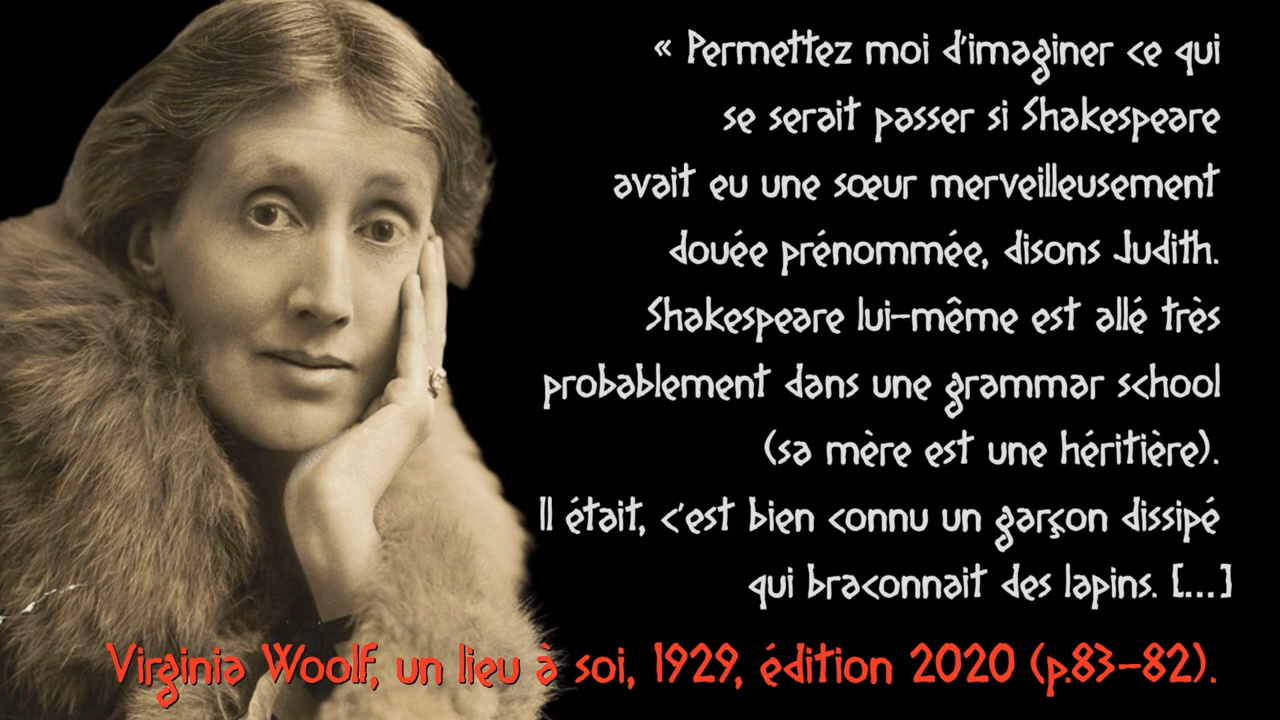 « Permettez moi d'imaginer ce qui
se serait passer si Shakespeare
avait eu une sœur merveilleusement
douée prénommée, disons Judith.
Shakespeare lui-même est allé très
probablement dans une grammar school
(sa mère est une héritière).
Il était, c'est bien connu un garçon dissipé
qui braconnait des lapins. [...]
Virginia Woolf, un lieu à soi, 1929, édition 2020 (p.83-82).